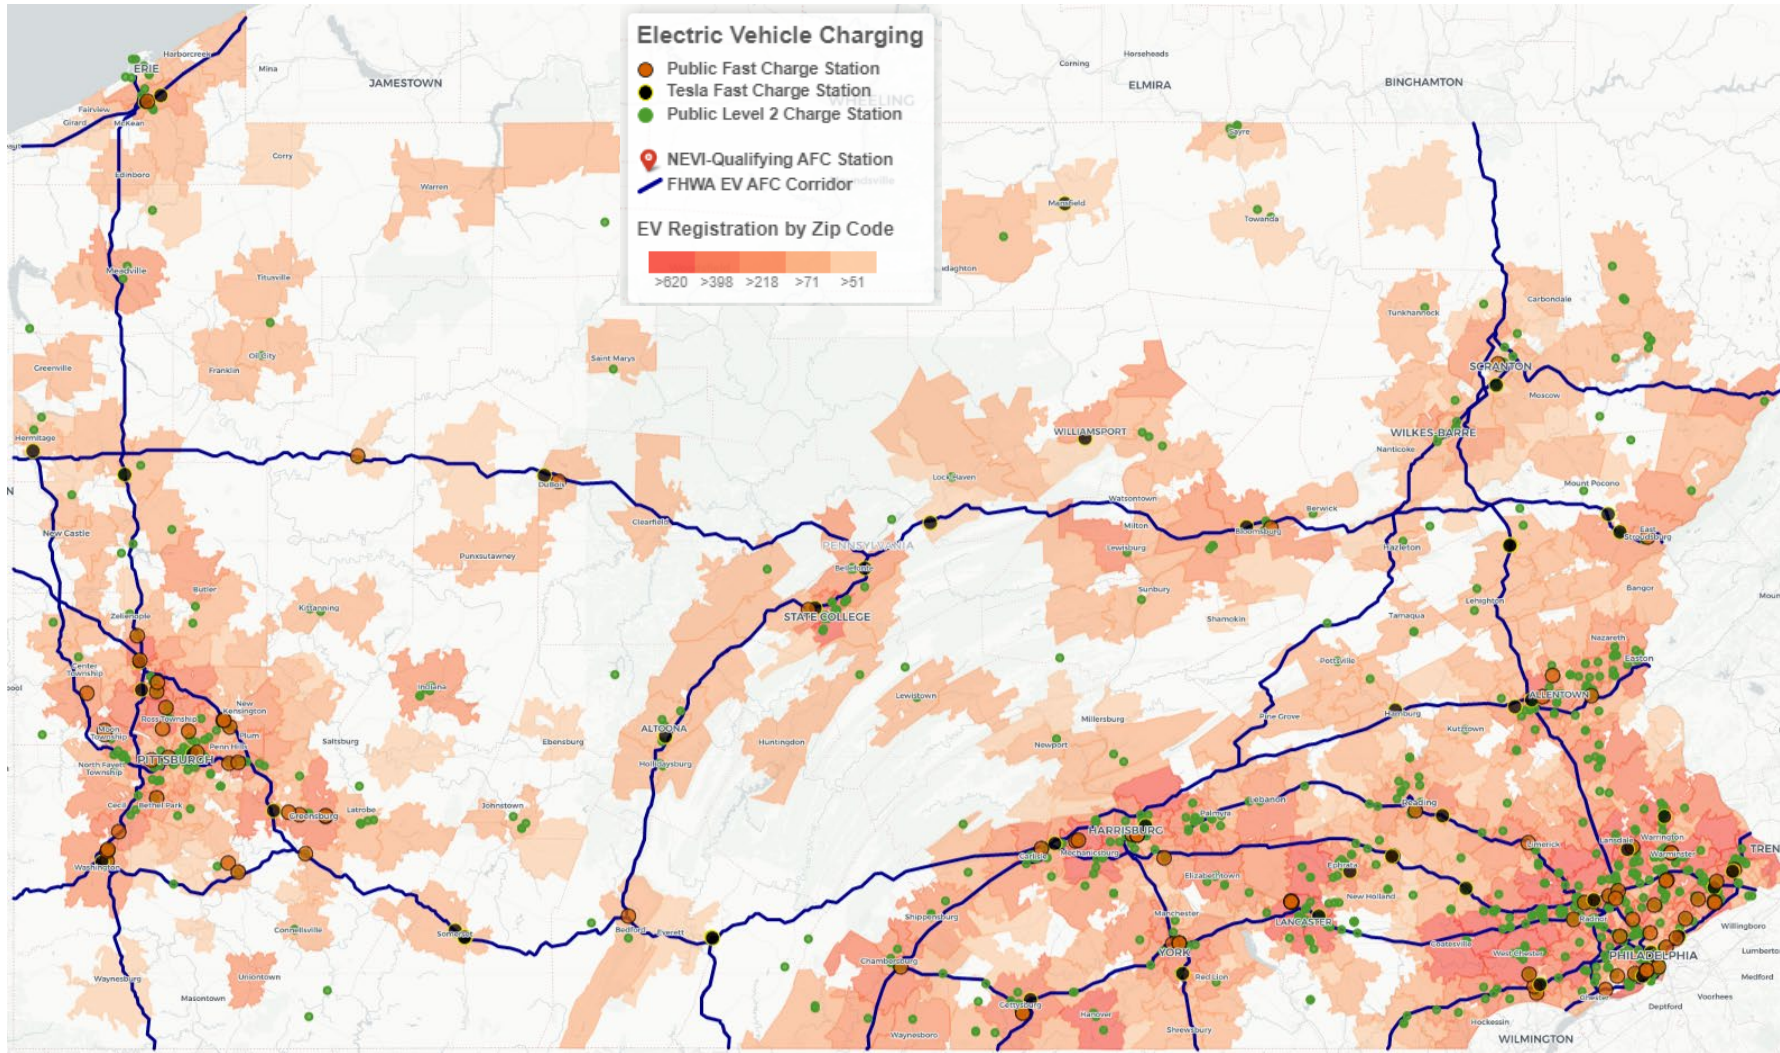 Electric Vehicle Charging
Public Fast Charge Station
Tesla Fast Charge Station
WHEELING
Public Level 2 Charge Station
NEVI-Qualifying AFC Station
FHWA EV AFC Corridor
EV Registration by Zip Code
>620 >398 >218 >71 >51
Harborcreek
ERIE
Mina
JAMESTOWN
Corning
Horseheads
ELMIRA
BINGHAMTON
Fairview
Girard
McKean
Corry
Sayre
Edinboro
Warren
Mansfield
Towanda
Meadville
Titusville
Carbondale
Tunkhannock
Oil City
Franklin
Greenville
Saint Marys
SCRANTON
Moscow
Hermitage
WILLIAMSPORT
WILKES-BARRE
Nanticoke
DuBois
Lock Haven
Mount Pocono
Watsontown
Berwick
New Castle
Clearfield
Milton
Bloomsburg
East
Stroudsburg
PENNSYLVANIA
Lewisburg
Hazleton
Punxsutawney
Bellefonte
Butler
Sunbury
Lehighton
Bangor
Kittanning
Zelienople
STATE COLLEGE
Shamokin
Tamaqua
Nazareth
Center
Township
Pottsville
Easton
Indiana
Lewistown
ALLENTOWN
New
Kensington
Ross Township
Millersburg
Pine Grove
Hamburg
Moon
Township
Plum
Saltsburg
Ebensburg
ALTOONA
Huntingdon
Newport
Kutztown
Penn Hills
PITTSBURGH
North Fayette
Township
Hollidaysburg
Cecil
Bethel Park
Latrobe
Greensburg
Johnstown
Lebanon
Reading
Palmyra
HARRISBURG
Mechanicsburg
Carlisle
Limerick
Lansdale
Warrington
Warminster
TREN
Washington
Ephrata
Elizabethtown
New Holland
Shippensburg
Manchester
LANCASTER
Radnor
Connellsville
Somerset
Bedford
Everett
Willingboro
Coatesville
West Chester
YORK
PHILADELPHIA
Lumberto
Chambersburg
Red Lion
Waynesburg
Uniontown
Medford
Masontown
Gettysburg
Hanover
Chester
Voorhees
Deptford
Waynesboro
Shrewsbury
Hockessin
WILMINGTON